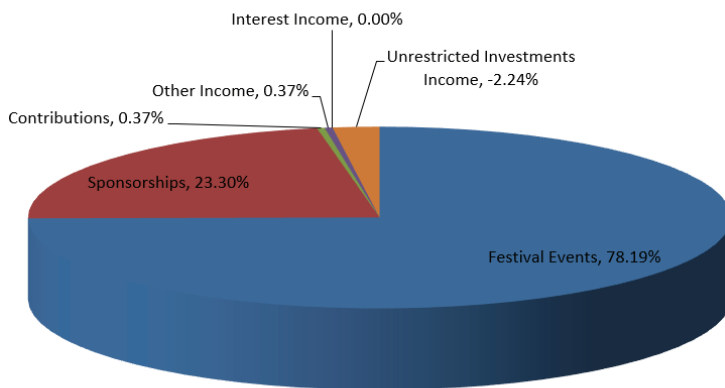 Interest Income, 0.00%
Unrestricted Investments
Income, -2.24%
Other Income, 0.37%
Contributions, 0.37%
Sponsorships, 23.30%
Festival Events, 78.19%